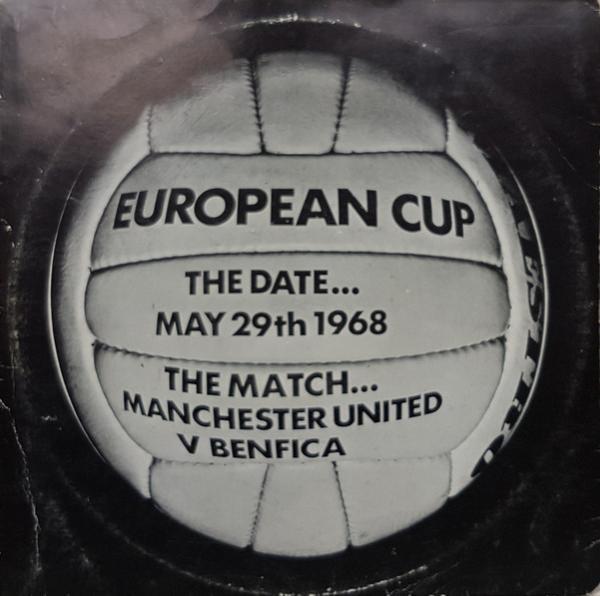 EUROPEAN CUP
THE DATE...
MAY 29th 1968
THE MATCH...
MANCHESTER UNITED
V BENFICA